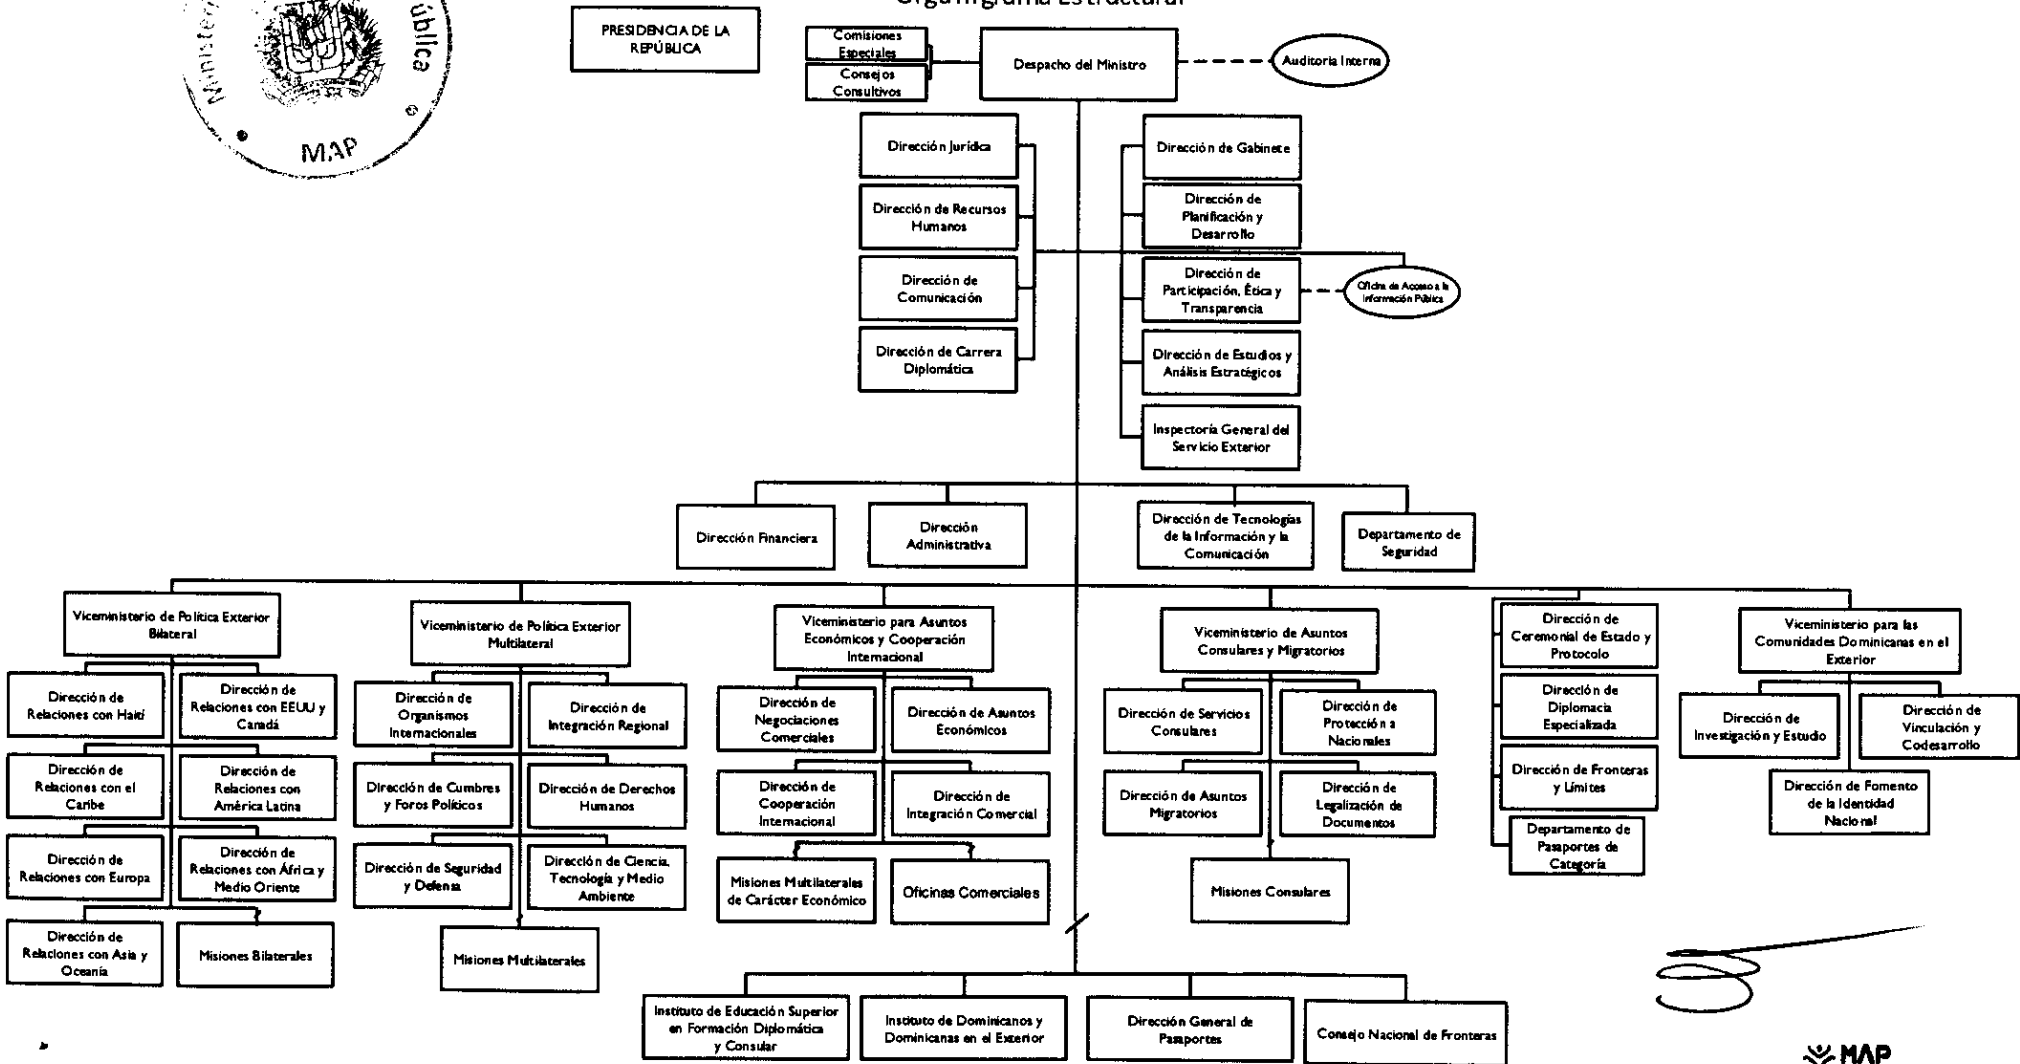 Organigrama Estructural
Ministerio
ública
MAP
PRESIDENCIA DE LA
REPÚBLICA
Comisiones
Especiales
Consejos
Consultivos
Despacho del Ministro
Auditoría Interna
Dirección Jurídica
Dirección de Gabinete
Dirección de Recursos
Humanos
Dirección de
Planificación y
Desarrollo
Dirección de
Comunicación
Dirección de
Participación, Ética y
Transparencia
Oficina de Acceso a la
Información Pública
Dirección de Carrera
Diplomática
Dirección de Estudios y
Análisis Estratégicos
Inspectoría General del
Servicio Exterior
Dirección Financiera
Dirección
Administrativa
Dirección de Tecnologías
de la Información y la
Comunicación
Departamento de
Seguridad
Viceministerio de Política Exterior
Bilateral
Viceministerio de Política Exterior
Multilateral
Viceministerio para Asuntos
Económicos y Cooperación
Internacional
Viceministerio de Asuntos
Consulares y Migratorios
Dirección de
Ceremonial de Estado y
Protocolo
Viceministerio para las
Comunidades Dominicanas en el
Exterior
Dirección de
Relaciones con Haití
Dirección de
Relaciones con EEUU y
Canadá
Dirección de
Organismos
Internacionales
Dirección de
Integración Regional
Dirección de
Negociaciones
Comerciales
Dirección de Asuntos
Económicos
Dirección de Servicios
Consulares
Dirección de
Protección a
Nacionales
Dirección de
Diplomacia
Especializada
Dirección de
Investigación y Estudio
Dirección de
Vinculación y
Codesarrollo
Dirección de
Relaciones con el
Caribe
Dirección de
Relaciones con
América Latina
Dirección de Cumbres
y Foros Políticos
Dirección de Derechos
Humanos
Dirección de
Cooperación
Internacional
Dirección de
Integración Comercial
Dirección de Asuntos
Migratorios
Dirección de
Legalización de
Documentos
Dirección de Fronteras
y Límites
Dirección de Fomento
de la Identidad
Nacional
Dirección de
Relaciones con Europa
Dirección de
Relaciones con África y
Medio Oriente
Dirección de Seguridad
y Defensa
Dirección de Ciencia,
Tecnología y Medio
Ambiente
Misiones Multilaterales
de Carácter Económico
Oficinas Comerciales
Misiones Consulares
Departamento de
Pasaportes de
Categoría
Dirección de
Relaciones con Asia y
Oceanía
Misiones Bilaterales
Misiones Multilaterales
Instituto de Educación Superior
en Formación Diplomática
y Consular
Instituto de Dominicanos y
Dominicanas en el Exterior
Dirección General de
Pasaportes
Consejo Nacional de Fronteras
MAP